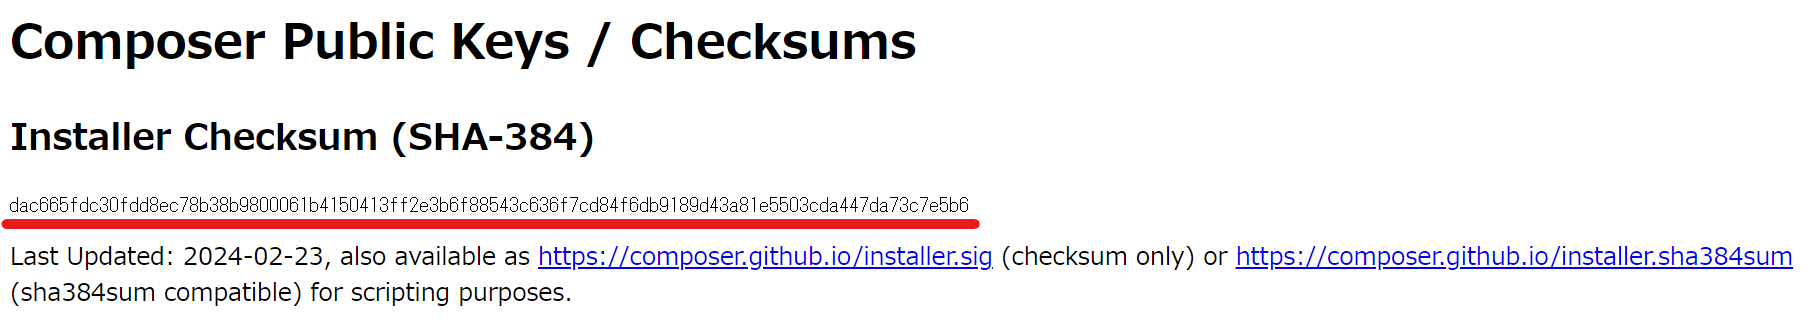 Composer Public Keys / Checksums
Installer Checksum (SHA-384)
dac665fdc30fdd8ec78b38b9800061b4150413ff2e3b6f88543c636f7cd84f6db9189d43a81e5503cda447da73c7e5b6
Last Updated: 2024-02-23, also available as https://composer.github.io/installer.sig (checksum only) or https://composer.github.io/installer.sha384sum
(sha384sum compatible) for scripting purposes.